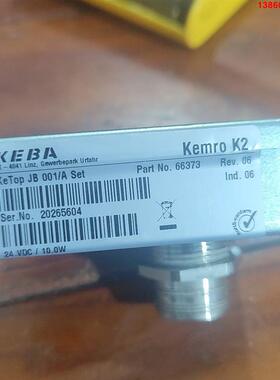 13860
KEBA
Kemro K2
4041 Linz, Gewerbepark Urfahr
KeTop JB 001/A Set
Part No. 66373
Rev. 06
Ind. 06
Ser.No. 20265604
24 VDC / 10.0W